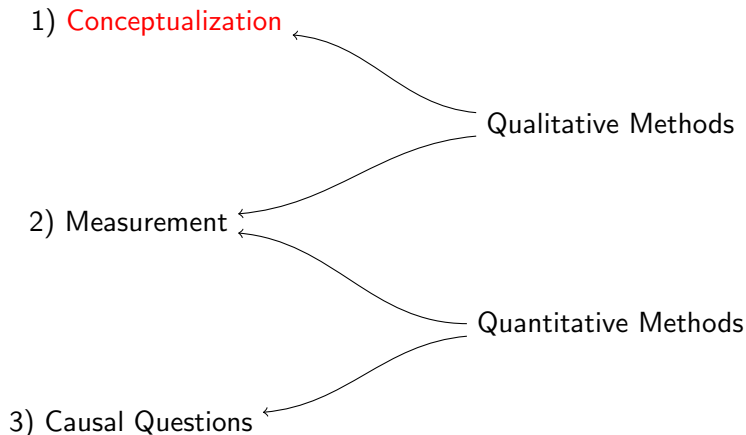 1) Conceptualization
Qualitative Methods
2) Measurement
Quantitative Methods
3) Causal Questions